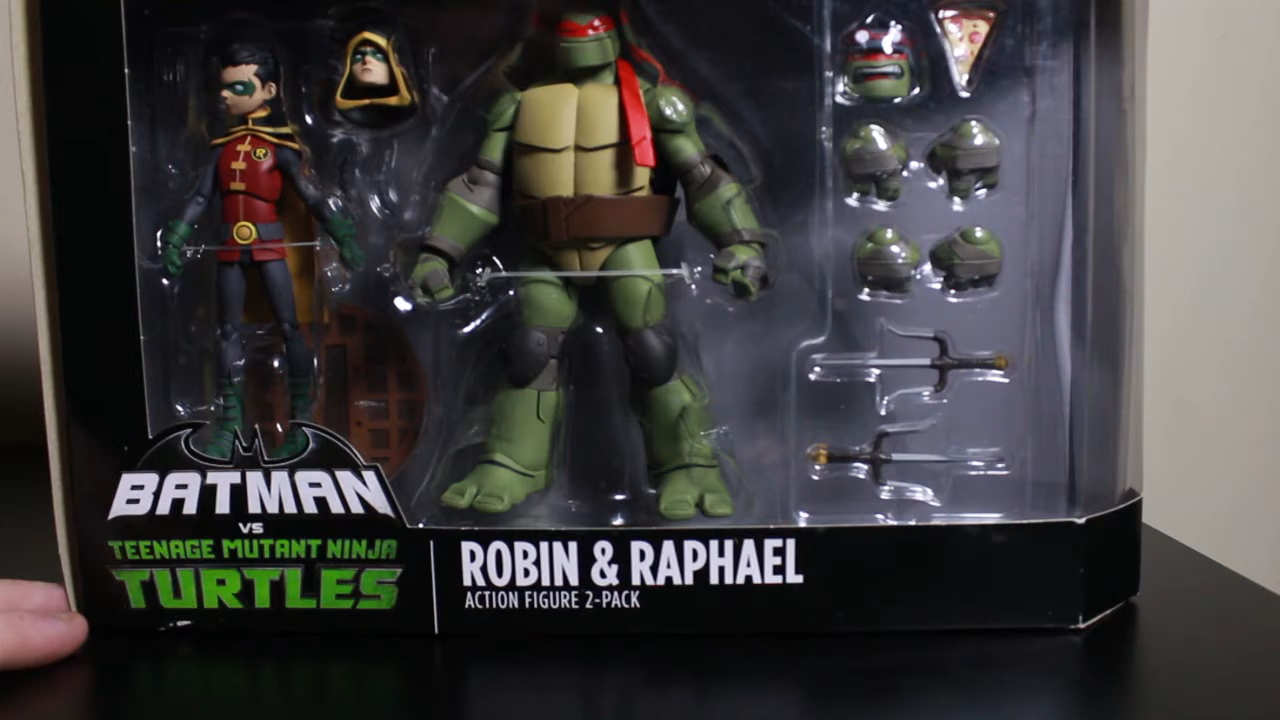 R
BATMAN
VS
TEENAGE MUTANT NINJA
TURTLES
ROBIN & RAPHAEL
ACTION FIGURE 2-PACK